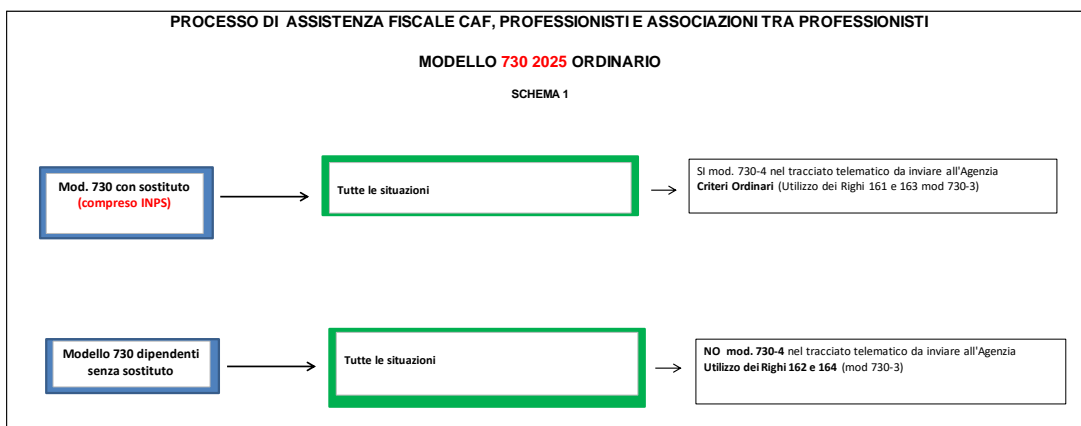 PROCESSO DI ASSISTENZA FISCALE CAF, PROFESSIONISTI E ASSOCIAZIONI TRA PROFESSIONISTI
MODELLO 730 2025 ORDINARIO
SCHEMA 1
Mod. 730 con sostituto
(compreso INPS)
Tutte le situazioni
SI mod. 730-4 nel tracciato telematico da inviare all'Agenzia
Criteri Ordinari (Utilizzo dei Righi 161 e 163 mod 730-3)
Modello 730 dipendenti
senza sostituto
Tutte le situazioni
NO mod. 730-4 nel tracciato telematico da inviare all'Agenzia
Utilizzo dei Righi 162 e 164 (mod 730-3)